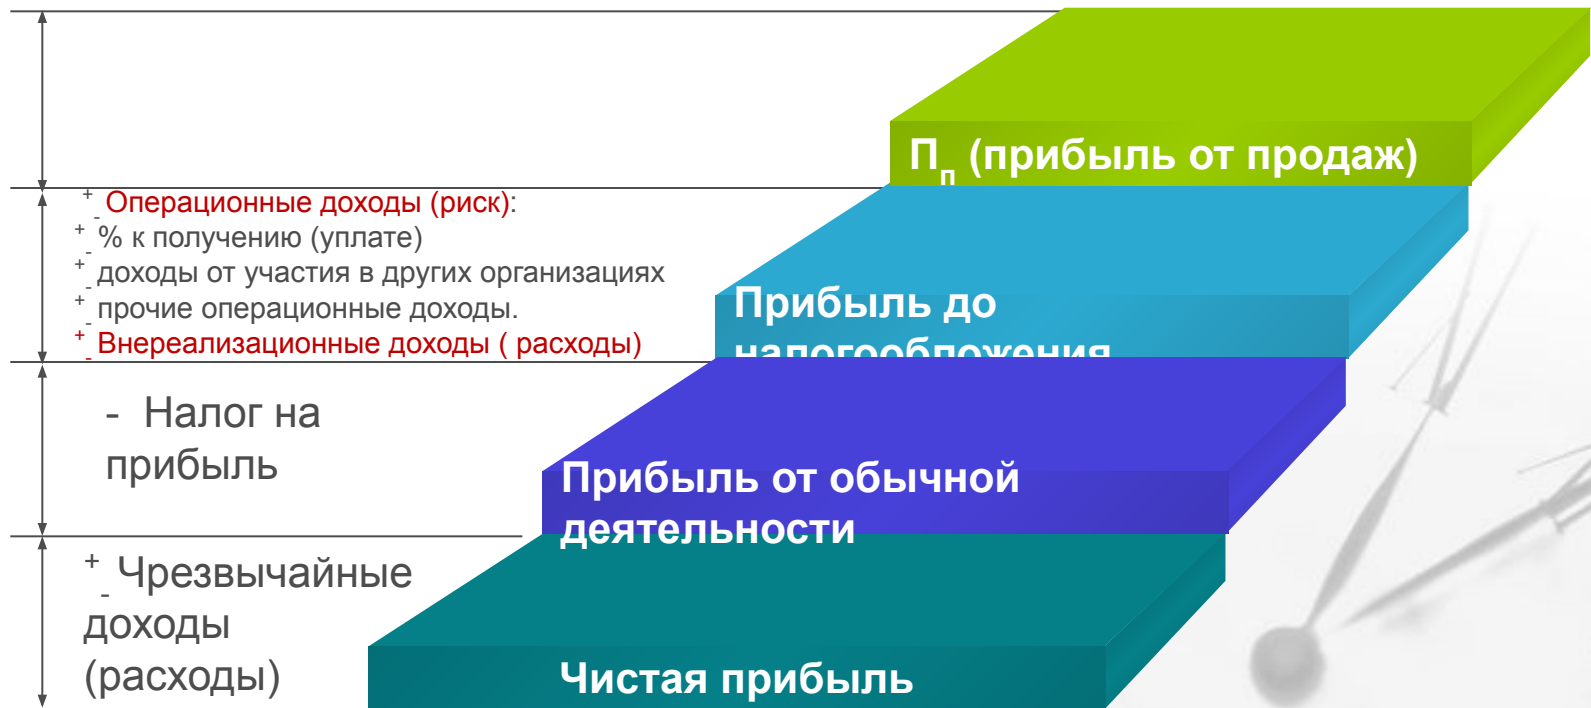 Пп (прибыль от продаж)
+- Операционные доходы (риск):
+- % к получению (уплате)
+- доходы от участия в других организациях
+- прочие операционные доходы.
+- Внереализационные доходы ( расходы)
Прибыль до
налогообложения
- Налог на
прибыль
Прибыль от обычной
деятельности
+- Чрезвычайные
доходы
(расходы)
Чистая прибыль